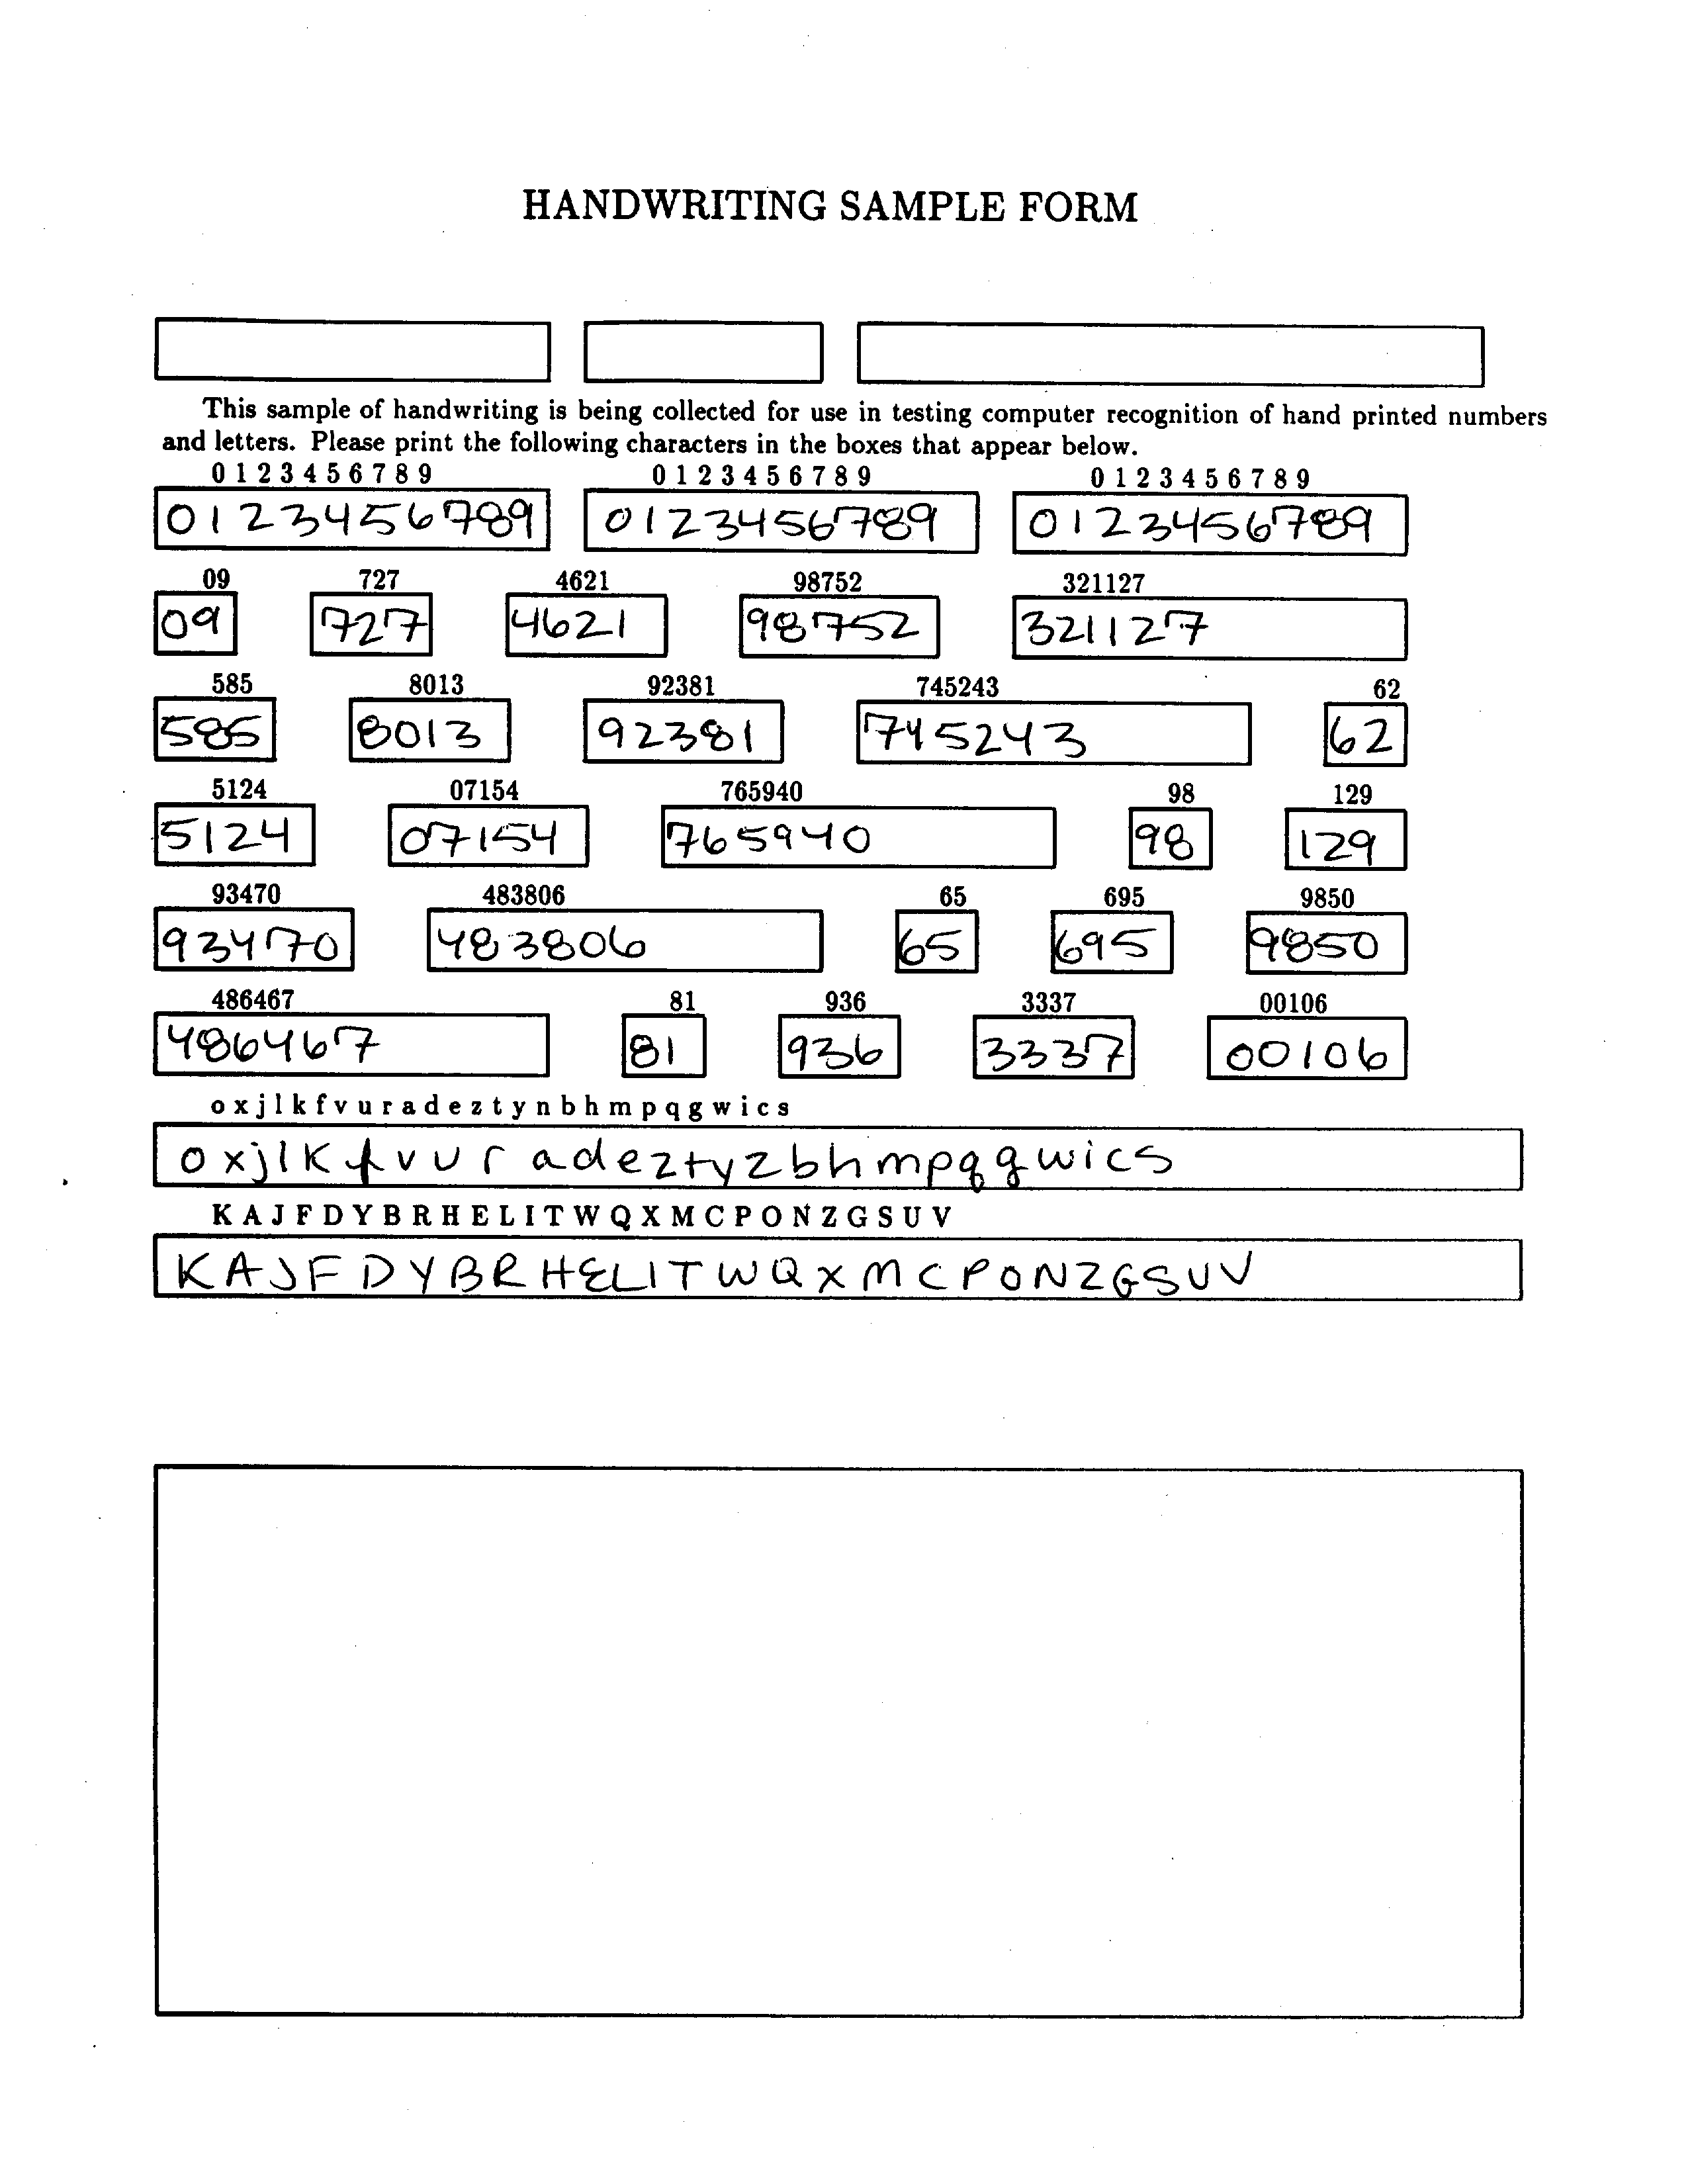 HANDWRITING SAMPLE FORM
This sample of handwriting is being collected for use in testing computer recognition of hand printed numbers
and letters. Please print the following characters in the boxes that appear below.
0 1 2 3 4 5 6 7 8 9 0 1 2 3 4 5 6 7 8 9 0 1 2 3 4 5 6 7 8 9
0123456789 0123456789 0123456789
09 727 4621 98752 321127
09 727 4621 98752 321127
585 8013 92381 745243 62
585 8013 92381 745243 62
5124 07154 765940 98 129
5124 07154 765940 98 129
93470 483806 65 695 9850
93470 483806 65 695 9850
486467 81 936 3337 00106
486467 81 936 3337 00106
o x j l k f v u r a d e z t y n b h m p q g w i c s
oxjlkfvuradeztyzbhmpqgwics
K A J F D Y B R H E L I T W Q X M C P O N Z G S U V
KAJFDYBRHELITWQXMCPONZGSUV